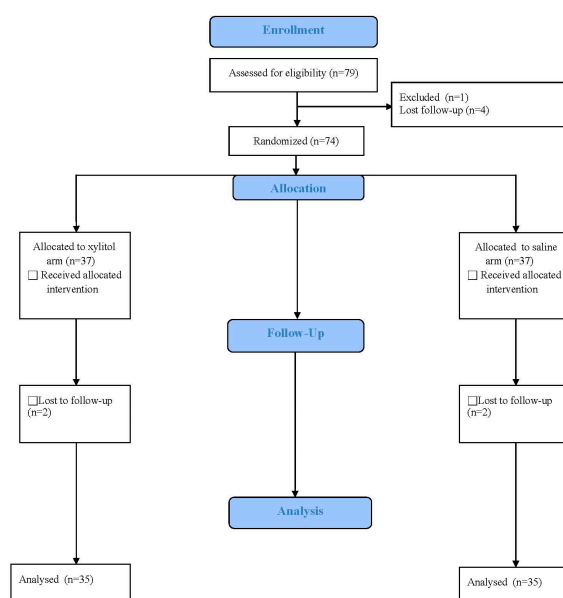 Enrollment
Assessed for eligibility (n=79)
Excluded (n=1)
Lost follow-up (n=4)
Randomized (n=74)
Allocation
Allocated to xylitol
arm (n=37)
☐ Received allocated
intervention
Allocated to saline
arm (n=37)
☐ Received allocated
intervention
Follow-Up
☐Lost to follow-up
(n=2)
☐Lost to follow-up
(n=2)
Analysis
Analysed (n=35)
Analysed (n=35)